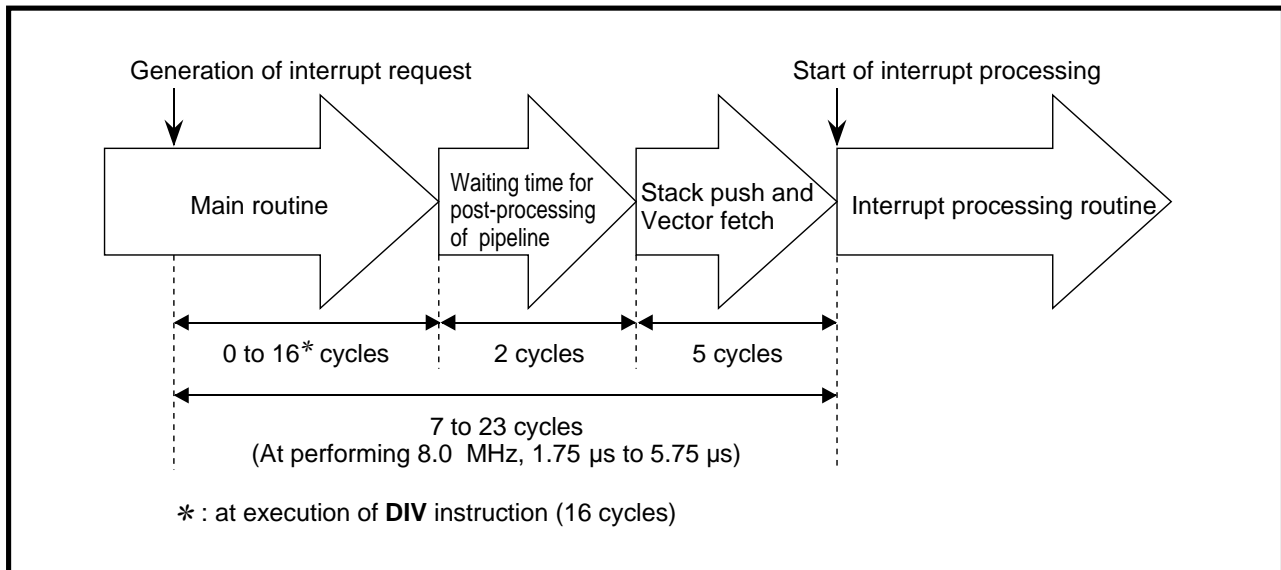 Generation of interrupt request
Start of interrupt processing
Main routine
Waiting time for
post-processing
of pipeline
Stack push and
Vector fetch
Interrupt processing routine
0 to 16* cycles
2 cycles
5 cycles
7 to 23 cycles
(At performing 8.0 MHz, 1.75 µs to 5.75 µs)
* : at execution of DIV instruction (16 cycles)